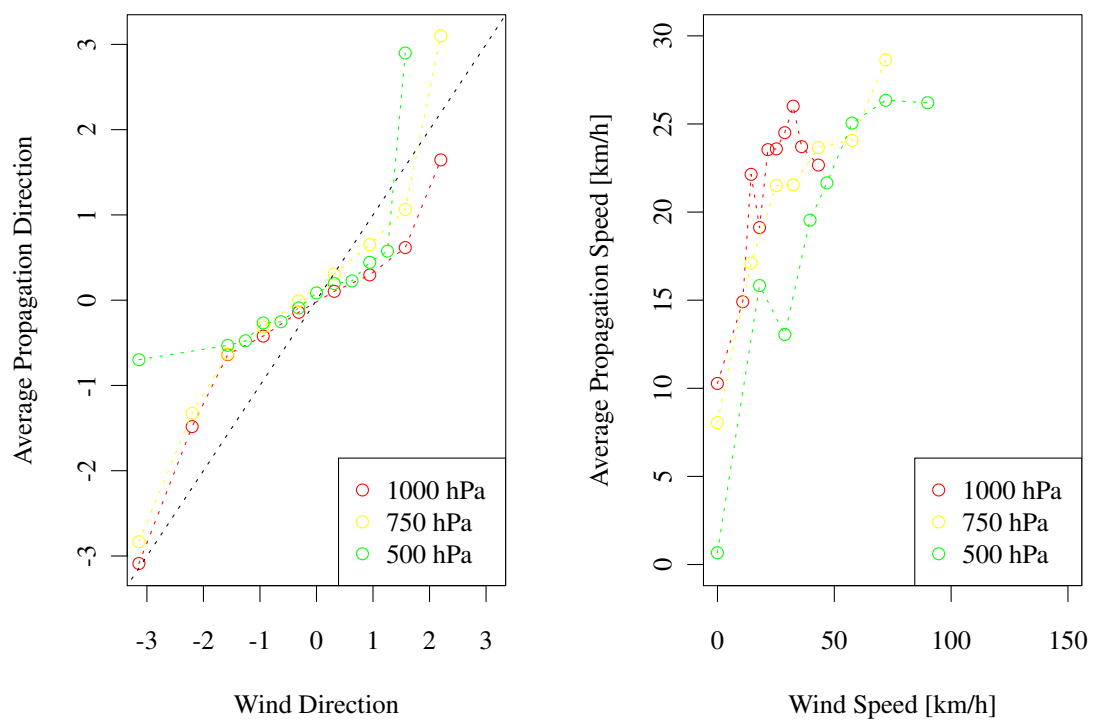 Average Propagation Direction
3
2
1
0
-1
-2
-3
1000 hPa
750 hPa
500 hPa
-3 -2 -1 0 1 2 3
Wind Direction
Average Propagation Speed [km/h]
30
25
20
15
10
5
0
1000 hPa
750 hPa
500 hPa
0 50 100 150
Wind Speed [km/h]